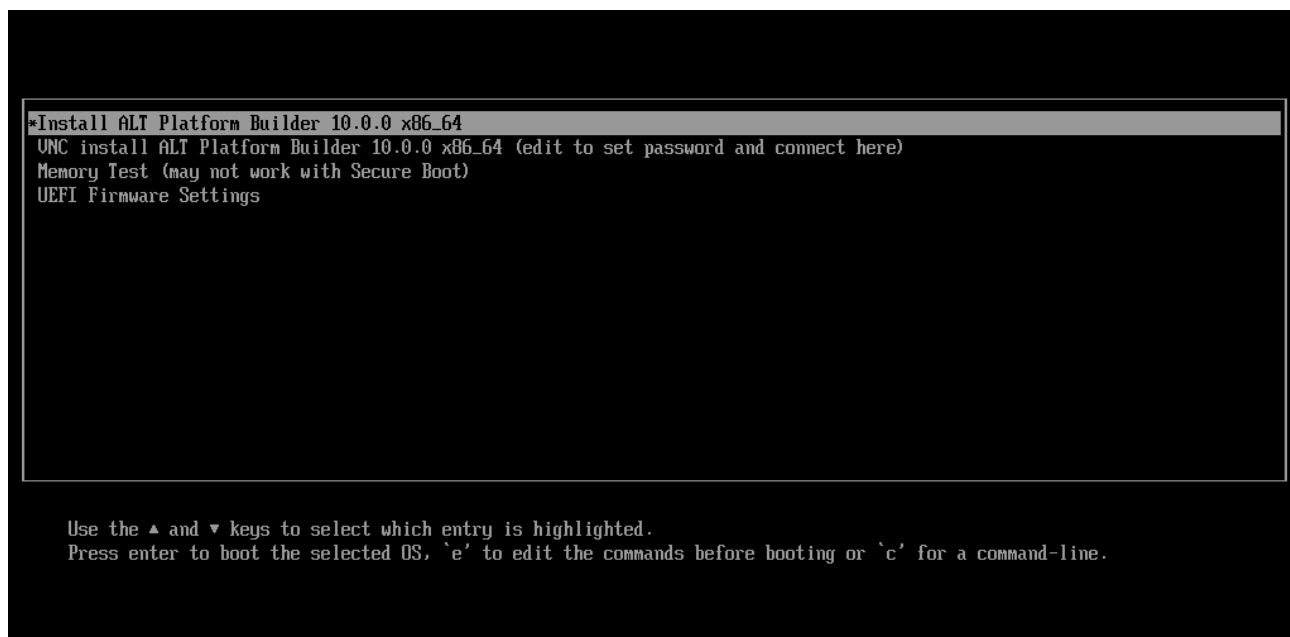 *Install ALT Platform Builder 10.0.0 x86_64
VNC install ALT Platform Builder 10.0.0 x86_64 (edit to set password and connect here)
Memory Test (may not work with Secure Boot)
UEFI Firmware Settings
Use the ▲ and ▼ keys to select which entry is highlighted.
Press enter to boot the selected OS, `e' to edit the commands before booting or `c' for a command-line.